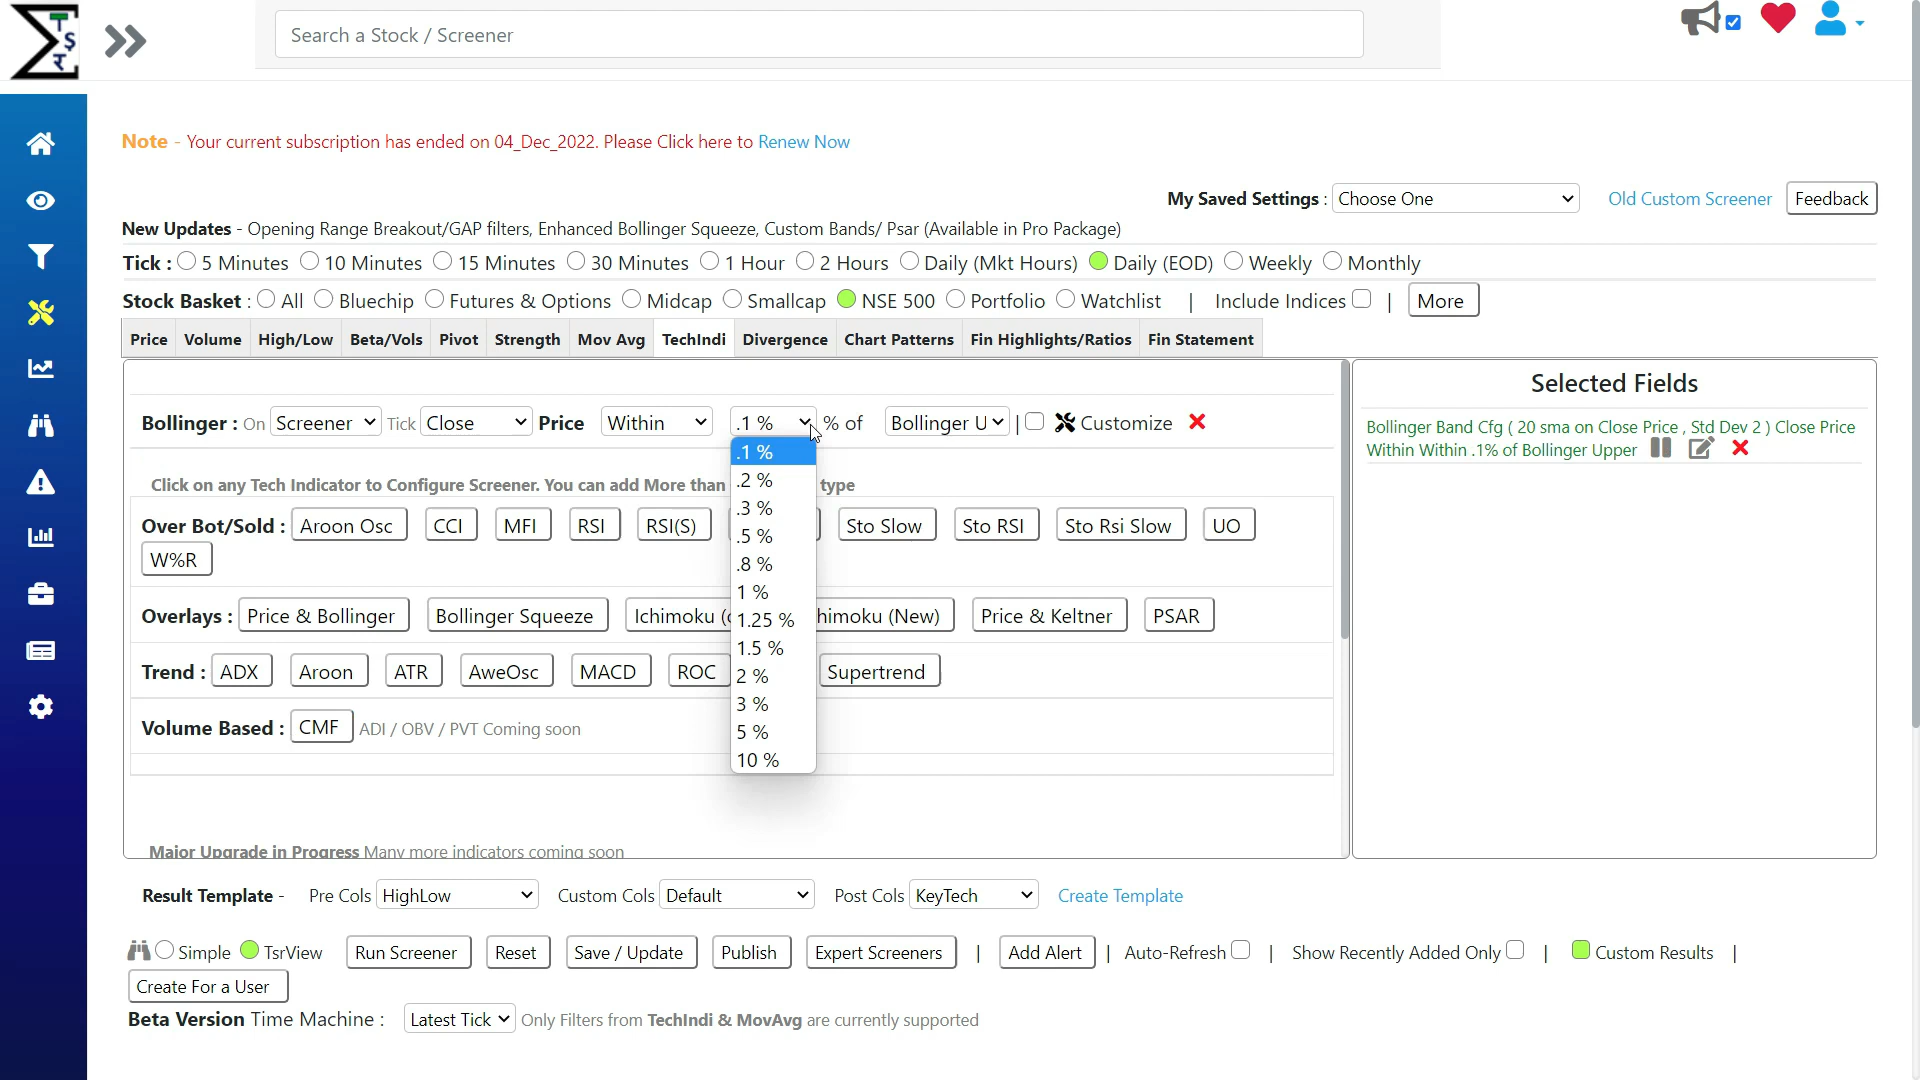 Search a Stock / Screener
Note - Your current subscription has ended on 04_Dec_2022. Please Click here to Renew Now
My Saved Settings : Choose One Old Custom Screener Feedback
New Updates - Opening Range Breakout/GAP filters, Enhanced Bollinger Squeeze, Custom Bands/ Psar (Available in Pro Package)
Tick : 5 Minutes 10 Minutes 15 Minutes 30 Minutes 1 Hour 2 Hours Daily (Mkt Hours) Daily (EOD) Weekly Monthly
Stock Basket : All Bluechip Futures & Options Midcap Smallcap NSE 500 Portfolio Watchlist | Include Indices | More
Price Volume High/Low Beta/Vols Pivot Strength Mov Avg TechIndi Divergence Chart Patterns Fin Highlights/Ratios Fin Statement
Selected Fields
Bollinger : On Screener Tick Close Price Within .1 % % of Bollinger U | Customize
Bollinger Band Cfg ( 20 sma on Close Price , Std Dev 2 ) Close Price
Within Within .1% of Bollinger Upper
.1 %
.2 %
.3 %
.5 %
.8 %
1 %
1.25 %
1.5 %
2 %
3 %
5 %
10 %
Click on any Tech Indicator to Configure Screener. You can add More than type
Over Bot/Sold : Aroon Osc CCI MFI RSI RSI(S) Sto Slow Sto RSI Sto Rsi Slow UO
W%R
Overlays : Price & Bollinger Bollinger Squeeze Ichimoku ( himoku (New) Price & Keltner PSAR
Trend : ADX Aroon ATR AweOsc MACD ROC Supertrend
Volume Based : CMF ADI / OBV / PVT Coming soon
Major Upgrade in Progress Many more indicators coming soon
Result Template - Pre Cols HighLow Custom Cols Default Post Cols KeyTech Create Template
Simple TsrView Run Screener Reset Save / Update Publish Expert Screeners | Add Alert | Auto-Refresh | Show Recently Added Only | Custom Results |
Create For a User
Beta Version Time Machine : Latest Tick Only Filters from TechIndi & MovAvg are currently supported